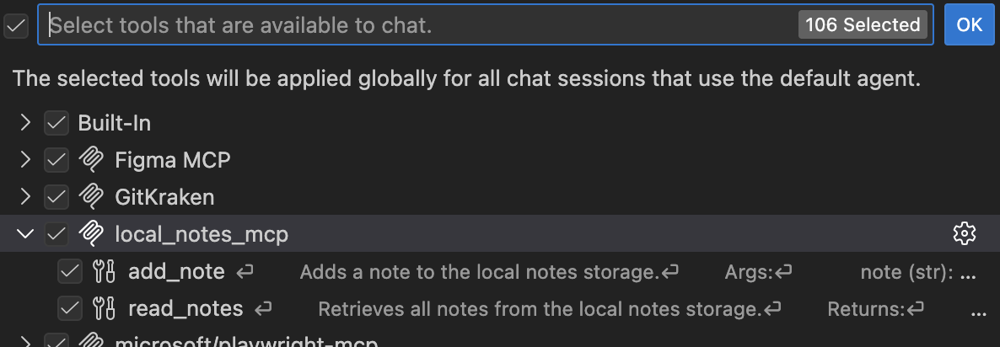 Select tools that are available to chat. 106 Selected OK
The selected tools will be applied globally for all chat sessions that use the default agent.
Built-In
Figma MCP
GitKraken
local_notes_mcp
add_note ↵ Adds a note to the local notes storage.↵ Args:↵ note (str): ...
read_notes ↵ Retrieves all notes from the local notes storage.↵ Returns:↵ ...
microsoft/playwright-mcp